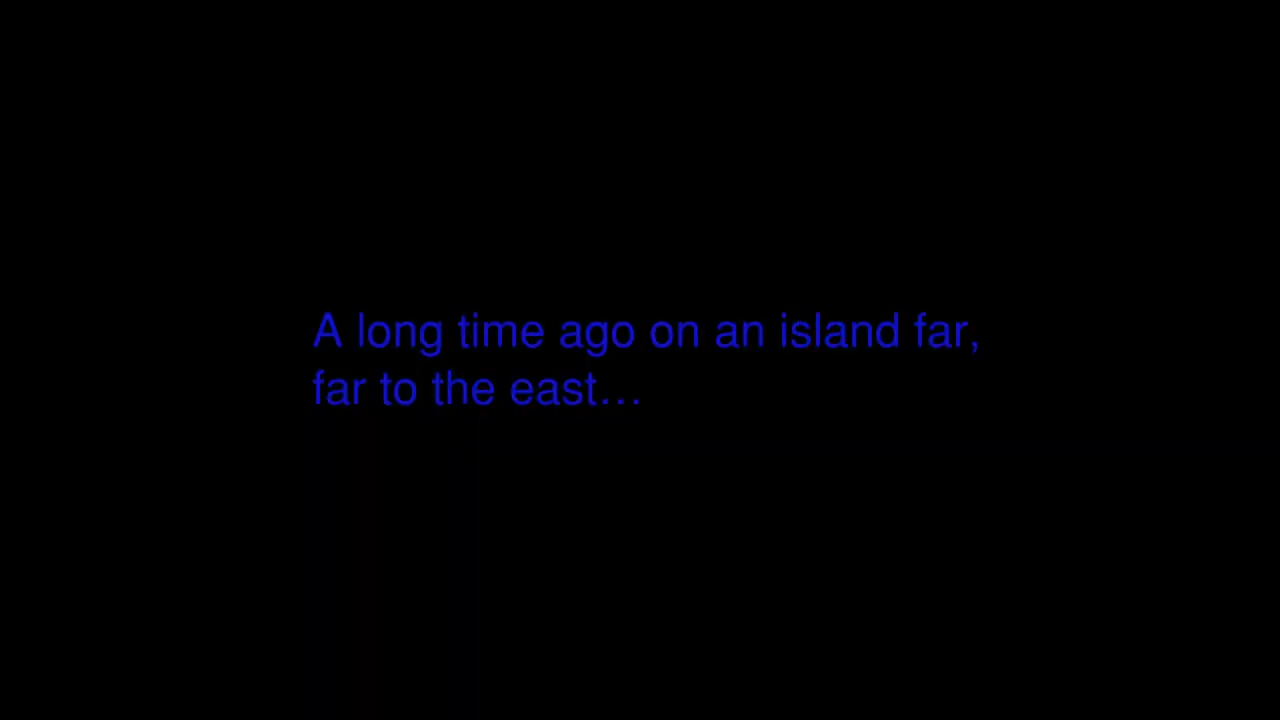 A long time ago on an island far,
far to the east…